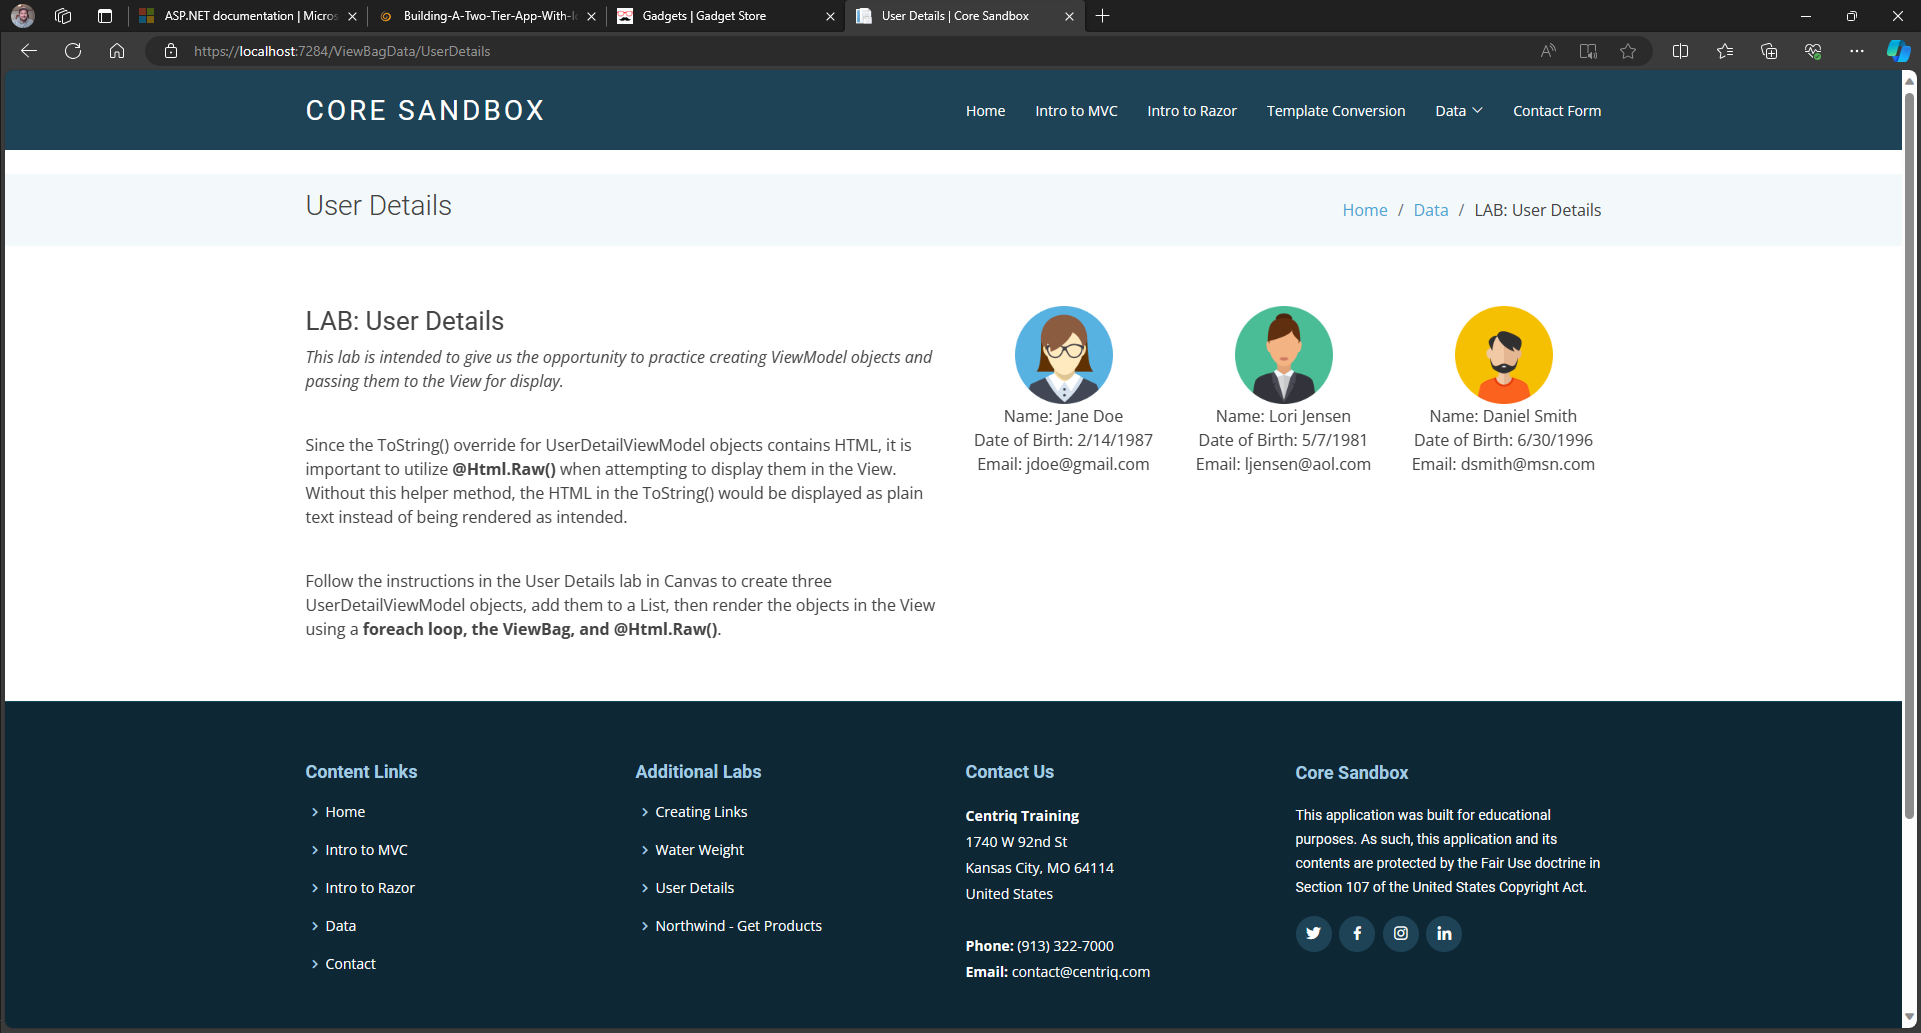 ASP.NET documentation | Micros
Building-A-Two-Tier-App-With-Ic
Gadgets | Gadget Store
User Details | Core Sandbox
https://localhost:7284/ViewBagData/UserDetails
CORE SANDBOX
Home
Intro to MVC
Intro to Razor
Template Conversion
Data
Contact Form
User Details
Home / Data / LAB: User Details
LAB: User Details
This lab is intended to give us the opportunity to practice creating ViewModel objects and
passing them to the View for display.
Since the ToString() override for UserDetailViewModel objects contains HTML, it is
important to utilize @Html.Raw() when attempting to display them in the View.
Without this helper method, the HTML in the ToString() would be displayed as plain
text instead of being rendered as intended.
Follow the instructions in the User Details lab in Canvas to create three
UserDetailViewModel objects, add them to a List, then render the objects in the View
using a foreach loop, the ViewBag, and @Html.Raw().
Name: Jane Doe
Date of Birth: 2/14/1987
Email: jdoe@gmail.com
Name: Lori Jensen
Date of Birth: 5/7/1981
Email: ljensen@aol.com
Name: Daniel Smith
Date of Birth: 6/30/1996
Email: dsmith@msn.com
Content Links
Home
Intro to MVC
Intro to Razor
Data
Contact
Additional Labs
Creating Links
Water Weight
User Details
Northwind - Get Products
Contact Us
Centriq Training
1740 W 92nd St
Kansas City, MO 64114
United States
Phone: (913) 322-7000
Email: contact@centriq.com
Core Sandbox
This application was built for educational
purposes. As such, this application and its
contents are protected by the Fair Use doctrine in
Section 107 of the United States Copyright Act.